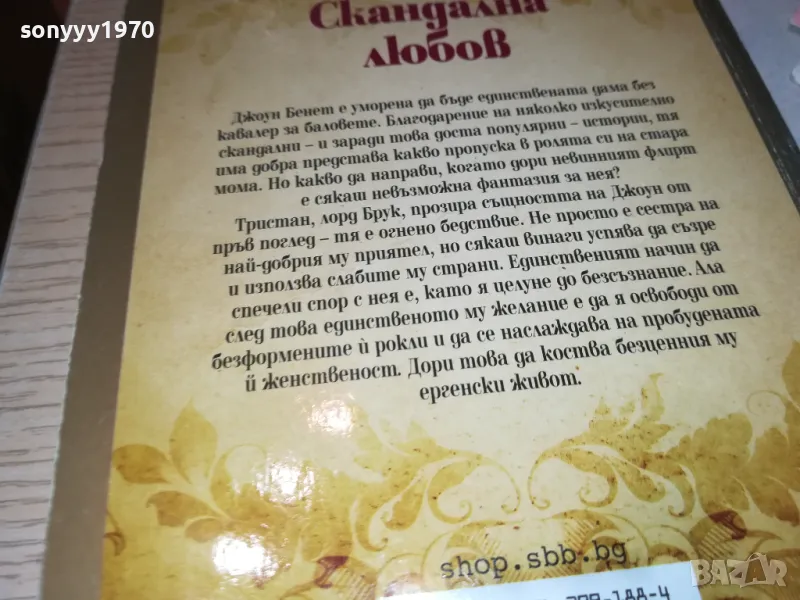 sonyyy1970
Скандална
любов
Джоун Бенет е уморена да бъде единствената дама без
кавалер за баловете. Благодарение на няколко изкусително
скандални – и заради това доста популярни – истории, тя
има добра представа какво пропуска в ролята си на стара
мома. Но какво да направи, когато дори невинният флирт
е сякаш невъзможна фантазия за нея?
Тристан, лорд Брук, прозира същността на Джоун от
пръв поглед – тя е огнено бедствие. Не просто е сестра на
най-добрия му приятел, но сякаш винаги успява да съзре
и използва слабите му страни. Единственият начин да
спечели спор с нея е, като я целуне до безсъзнание. Ала
след това единственото му желание е да я освободи от
безформените ѝ рокли и да се наслаждава на пробудената
й женственост. Дори това да коства безценния му
ергенски живот.
shop.sbb.bg
BAZAR